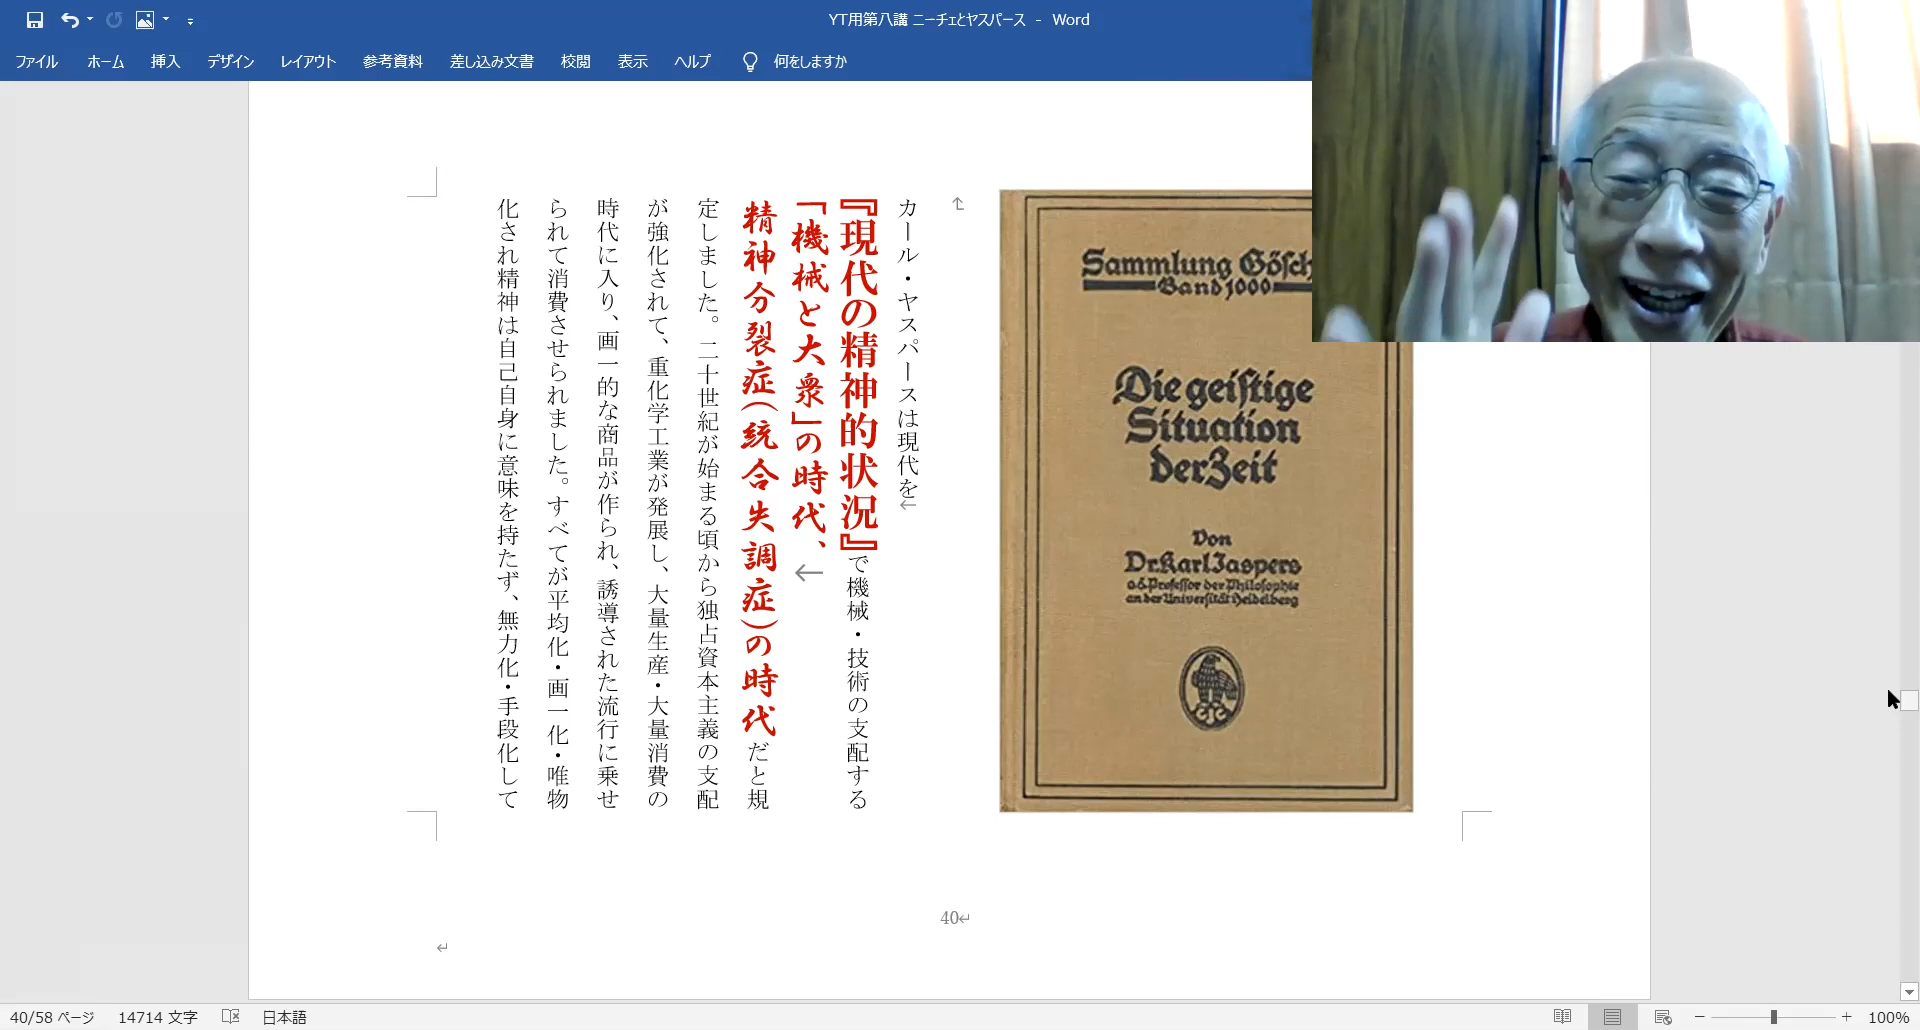 YT用第八講 ニーチェとヤスパース - Word
ファイル ホーム 挿入 デザイン レイアウト 参考資料 差し込み文書 校閲 表示 ヘルプ 何をしますか
Sammlung Gösch
Band 1000
Die geistige
Situation
der Zeit
Von
Dr. Karl Jaspers
o.ö. Professor der Philosophie
an der Universität Heidelberg
カール・ヤスパースは現代を
『現代の精神的状況』で機械・技術の支配する
「機械と大衆」の時代、
精神分裂症(統合失調症)の時代だと規
定しました。二十世紀が始まる頃から独占資本主義の支配
が強化されて、重化学工業が発展し、大量生産・大量消費の
時代に入り、画一的な商品が作られ、誘導された流行に乗せ
られて消費させられました。すべてが平均化・画一化・唯物
化され精神は自己自身に意味を持たず、無力化・手段化して
40
40/58 ページ 14714 文字 日本語 100%